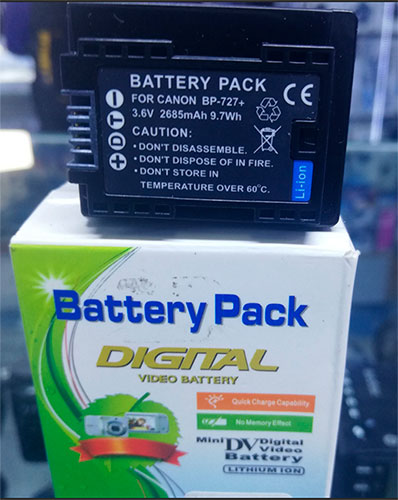 BATTERY PACK
FOR CANON BP-727+
3.6V 2685mAh 9.7Wh
CAUTION:
• DON'T DISASSEMBLE.
• DON'T DISPOSE OF IN FIRE.
• DON'T STORE IN
TEMPERATURE OVER 60°C.
CE
Li-ion
D T
Battery Pack
DIGITAL
VIDEO BATTERY
Quick Charge Capability
No Memory Effect
Mini DV Digital
Video
Battery
LITHIUM ION